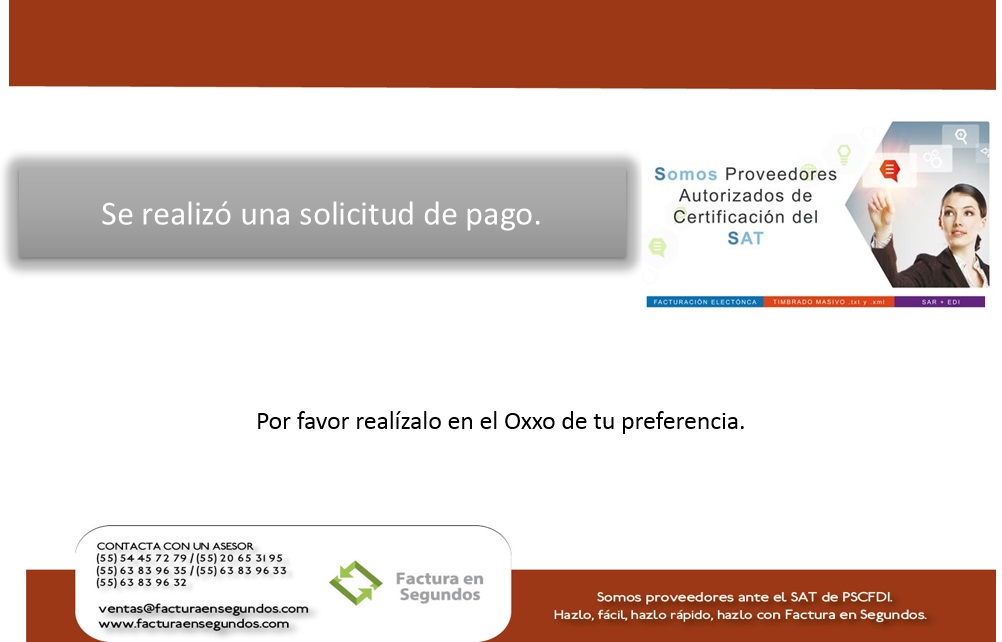 Se realizó una solicitud de pago.
Somos Proveedores
Autorizados de
Certificación del
SAT
FACTURACIÓN ELECTÓNCA
TIMBRADO MASIVO .txt y .xml
SAR + EDI
Por favor realízalo en el Oxxo de tu preferencia.
CONTACTA CON UN ASESOR
(55) 54 45 72 79 / (55) 20 65 31 95
(55) 63 83 96 35 / (55) 63 83 96 33
(55) 63 83 96 32
ventas@facturaensegundos.com
www.facturaensegundos.com
Factura en
Segundos
Somos proveedores ante el SAT de PSCFDI.
Hazlo, fácil, hazlo rápido, hazlo con Factura en Segundos.